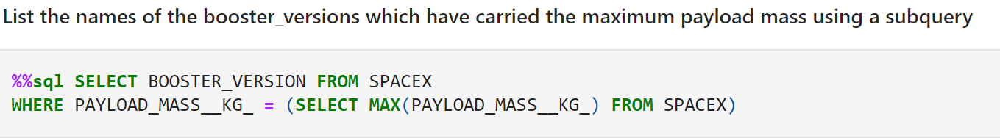 List the names of the booster_versions which have carried the maximum payload mass using a subquery
%%sql SELECT BOOSTER_VERSION FROM SPACEX
WHERE PAYLOAD_MASS__KG_ = (SELECT MAX(PAYLOAD_MASS__KG_) FROM SPACEX)